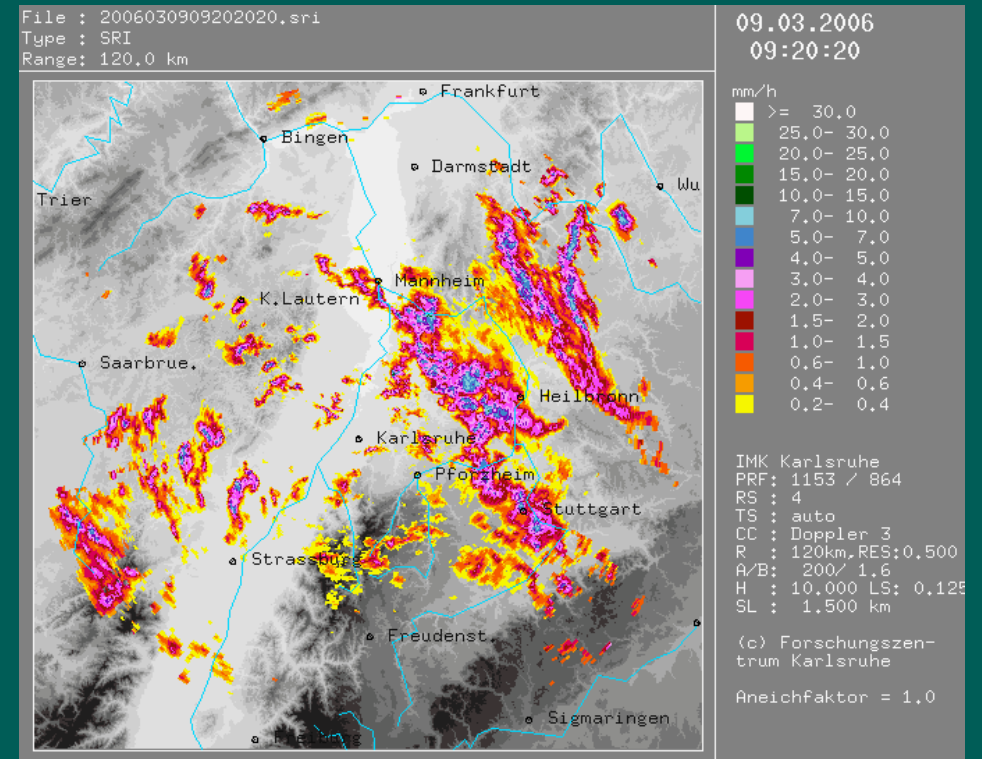 File : 2006030909202020.sri
Type : SRI
Range: 120.0 km
09.03.2006
09:20:20
mm/h
>= 30.0
25.0- 30.0
20.0- 25.0
15.0- 20.0
10.0- 15.0
7.0- 10.0
5.0- 7.0
4.0- 5.0
3.0- 4.0
2.0- 3.0
1.5- 2.0
1.0- 1.5
0.6- 1.0
0.4- 0.6
0.2- 0.4
IMK Karlsruhe
PRF: 1153 / 864
RS : 4
TS : auto
CC : Doppler 3
R : 120km,RES:0.500
A/B: 200/ 1.6
H : 10.000 LS: 0.125
SL : 1.500 km
(c) Forschungszen-
trum Karlsruhe
Aneichfaktor = 1.0
Frankfurt
Bingen
Darmstadt
Wu
Trier
Mannheim
K.Lautern
Saarbrue.
Heilbronn
Karlsruhe
Pforzheim
Stuttgart
Strassburg
Freudenst.
Sigmaringen
Freiburg